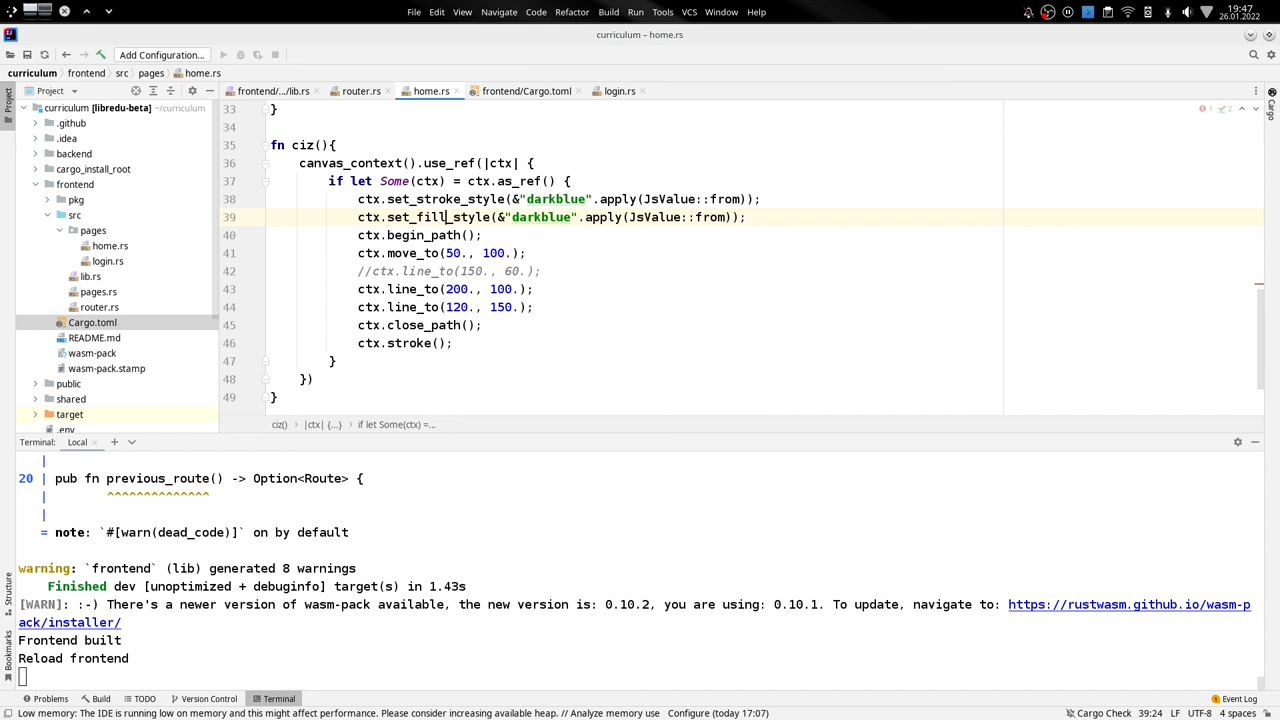 File Edit View Navigate Code Refactor Build Run Tools VCS Window Help
19:47
26.01.2022
curriculum – home.rs
Add Configuration...
curriculum frontend src pages home.rs
Project
frontend/.../lib.rs router.rs home.rs frontend/Cargo.toml login.rs
curriculum [libredu-beta] ~/curriculum
.github
.idea
backend
cargo_install_root
frontend
pkg
src
pages
home.rs
login.rs
lib.rs
pages.rs
router.rs
Cargo.toml
README.md
wasm-pack
wasm-pack.stamp
public
shared
target
.env
Project
Structure
Bookmarks
Cargo
1 2
33 }
34
35 fn ciz(){
36 canvas_context().use_ref(|ctx| {
37 if let Some(ctx) = ctx.as_ref() {
38 ctx.set_stroke_style(&"darkblue".apply(JsValue::from));
39 ctx.set_fill_style(&"darkblue".apply(JsValue::from));
40 ctx.begin_path();
41 ctx.move_to(50., 100.);
42 //ctx.line_to(150., 60.);
43 ctx.line_to(200., 100.);
44 ctx.line_to(120., 150.);
45 ctx.close_path();
46 ctx.stroke();
47 }
48 })
49 }
ciz() |ctx| {...} if let Some(ctx) =...
Terminal: Local
|
20 | pub fn previous_route() -> Option<Route> {
| ^^^^^^^^^^^^^^
|
= note: `#[warn(dead_code)]` on by default
warning: `frontend` (lib) generated 8 warnings
Finished dev [unoptimized + debuginfo] target(s) in 1.43s
[WARN]: :-) There's a newer version of wasm-pack available, the new version is: 0.10.2, you are using: 0.10.1. To update, navigate to: https://rustwasm.github.io/wasm-p
ack/installer/
Frontend built
Reload frontend
Problems Build TODO Version Control Terminal Event Log
Low memory: The IDE is running low on memory and this might affect performance. Please consider increasing available heap. // Analyze memory use Configure (today 17:07) Cargo Check 39:24 LF UTF-8 4 spaces